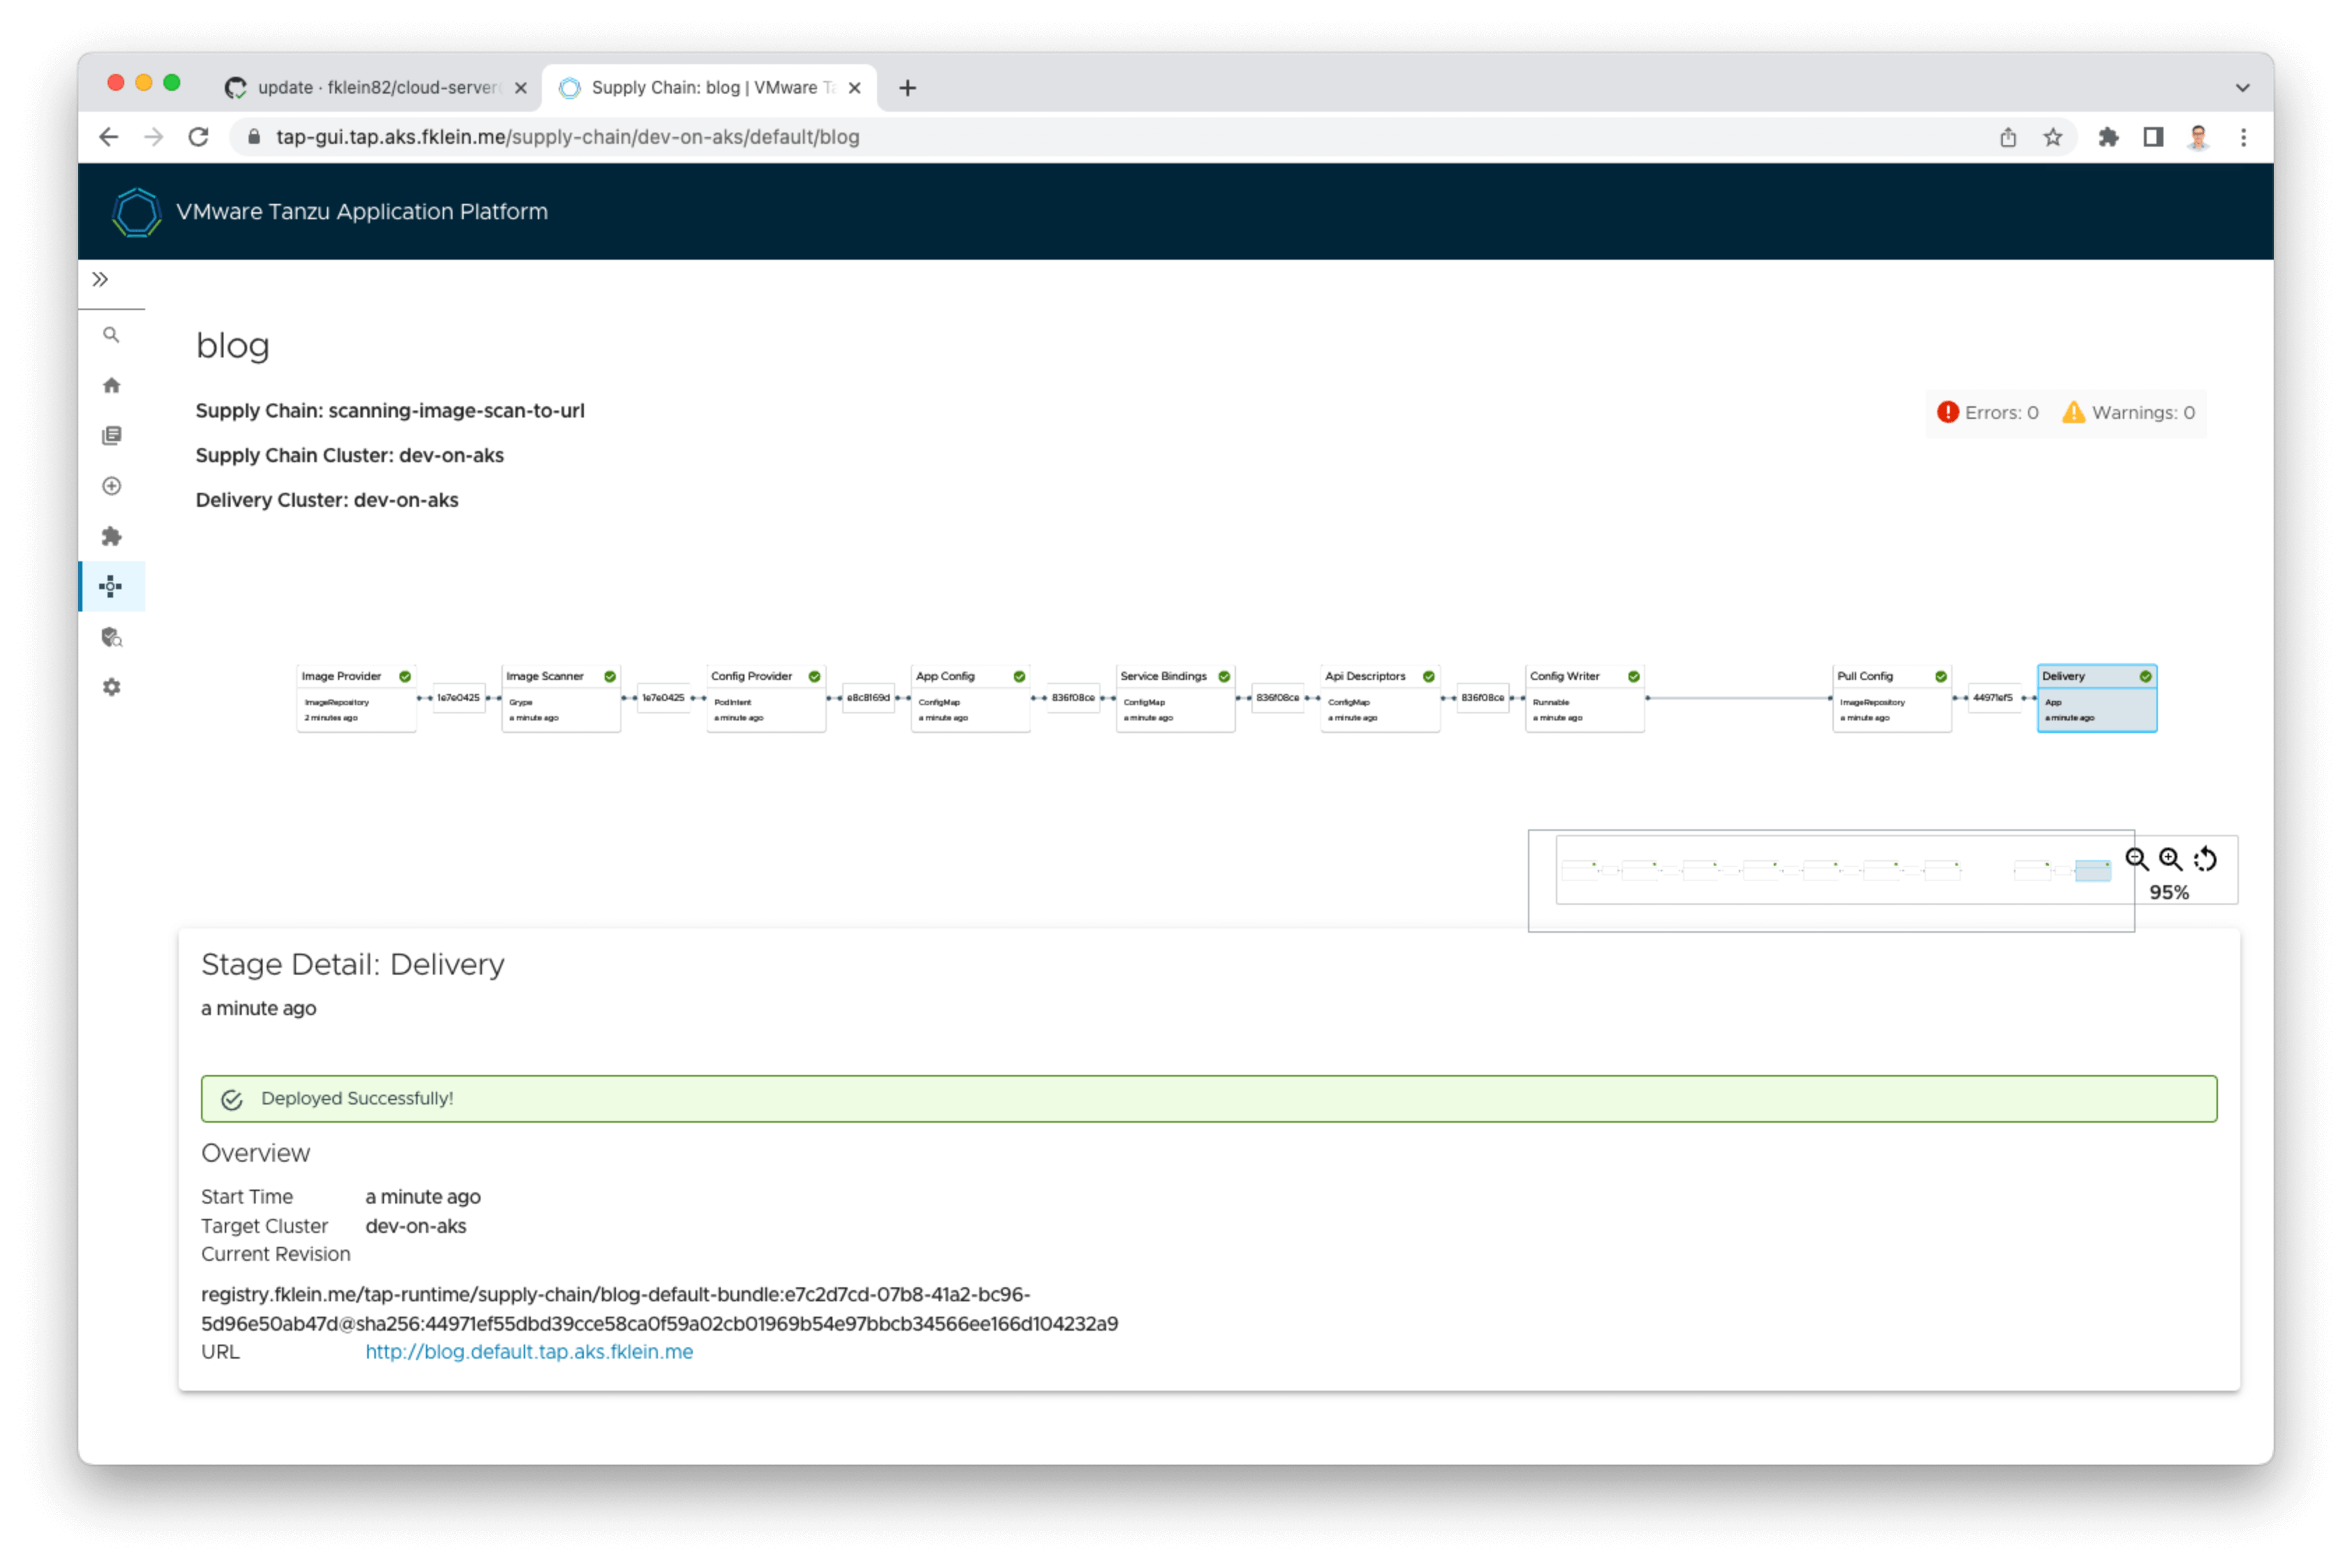 update · fklein82/cloud-server
Supply Chain: blog | VMware Ta
tap-gui.tap.aks.fklein.me/supply-chain/dev-on-aks/default/blog
VMware Tanzu Application Platform
blog
Supply Chain: scanning-image-scan-to-url
Errors: 0 Warnings: 0
Supply Chain Cluster: dev-on-aks
Delivery Cluster: dev-on-aks
Image Provider
ImageRepository
2 minutes ago
1e7e0425
Image Scanner
Grype
a minute ago
1e7e0425
Config Provider
PodIntent
a minute ago
e8c8169d
App Config
ConfigMap
a minute ago
836f08ce
Service Bindings
ConfigMap
a minute ago
836f08ce
Api Descriptors
ConfigMap
a minute ago
836f08ce
Config Writer
Runnable
a minute ago
Pull Config
ImageRepository
a minute ago
44971ef5
Delivery
App
a minute ago
95%
Stage Detail: Delivery
a minute ago
Deployed Successfully!
Overview
Start Time a minute ago
Target Cluster dev-on-aks
Current Revision
registry.fklein.me/tap-runtime/supply-chain/blog-default-bundle:e7c2d7cd-07b8-41a2-bc96-
5d96e50ab47d@sha256:44971ef55dbd39cce58ca0f59a02cb01969b54e97bbcb34566ee166d104232a9
URL http://blog.default.tap.aks.fklein.me